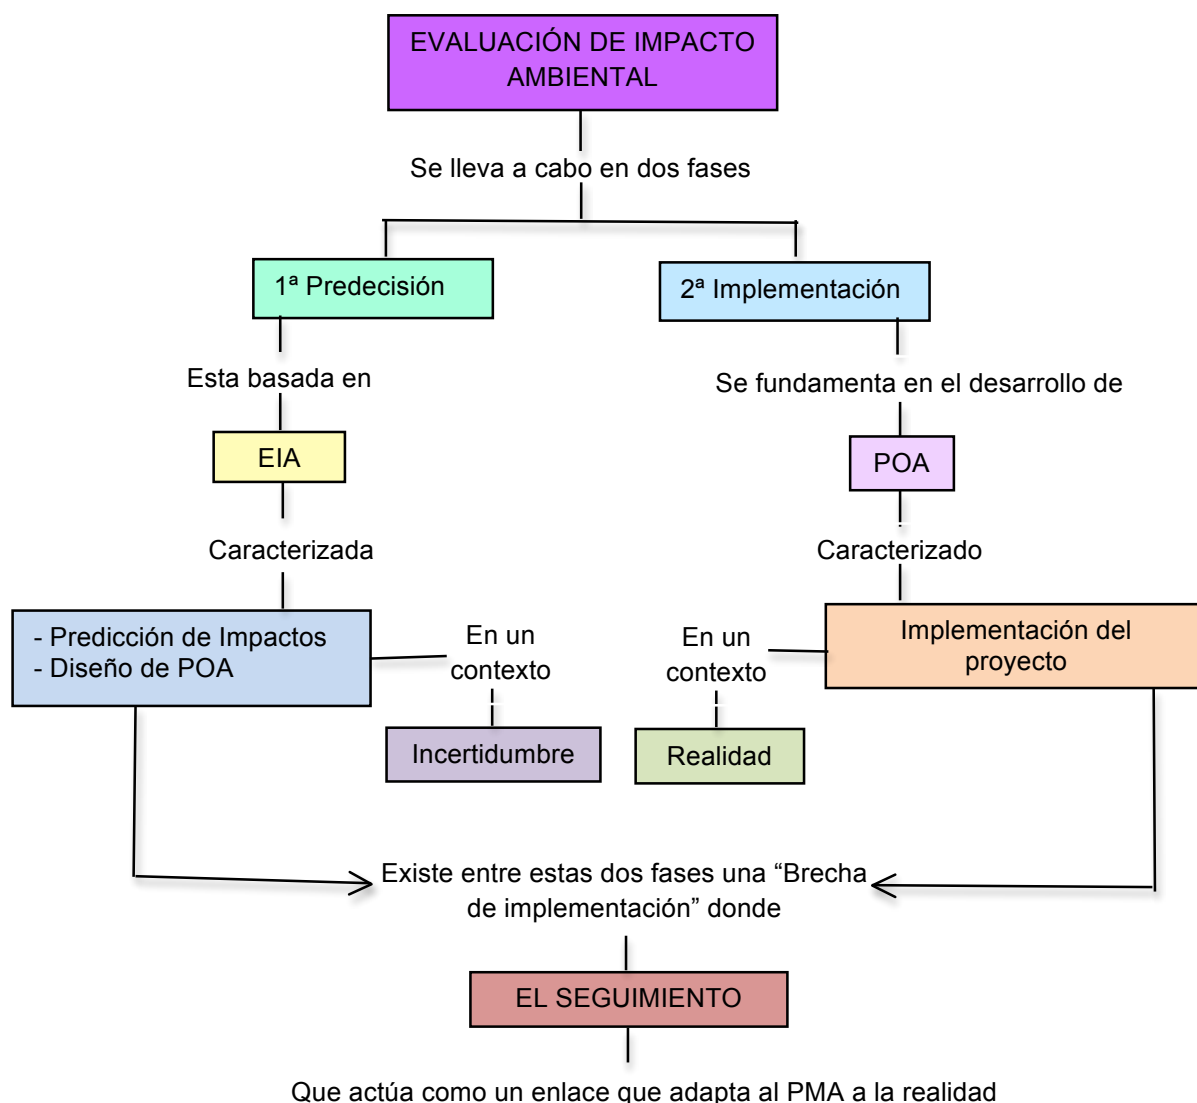 EVALUACIÓN DE IMPACTO
AMBIENTAL
Se lleva a cabo en dos fases
1ª Predecisión
2ª Implementación
Esta basada en
Se fundamenta en el desarrollo de
EIA
POA
Caracterizada
Caracterizado
- Predicción de Impactos
- Diseño de POA
En un
contexto
En un
contexto
Implementación del
proyecto
Incertidumbre
Realidad
Existe entre estas dos fases una “Brecha
de implementación” donde
EL SEGUIMIENTO
Que actúa como un enlace que adapta al PMA a la realidad